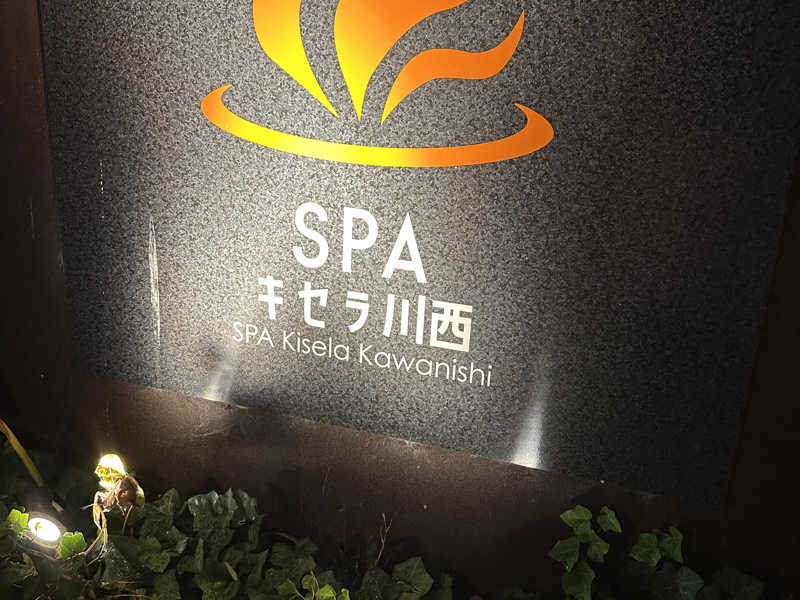 SPA
キセラ川西
SPA Kisela Kawanishi